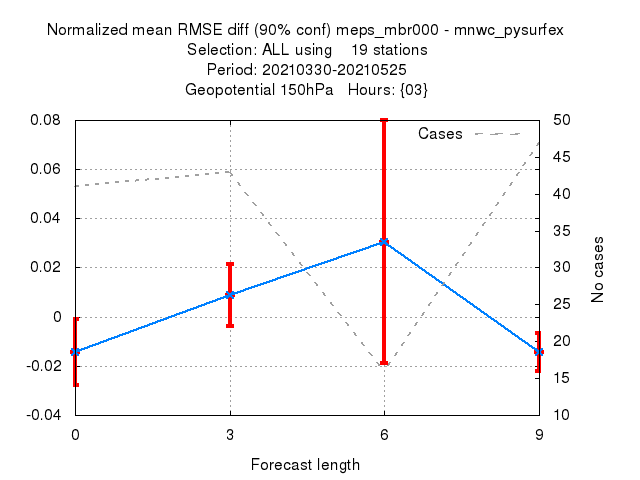 Normalized mean RMSE diff (90% conf) meps_mbr000 - mnwc_pysurfex
Selection: ALL using 19 stations
Period: 20210330-20210525
Geopotential 150hPa Hours: {03}
Cases
0.08
0.06
0.04
0.02
0
-0.02
-0.04
50
45
40
35
30
25
20
15
10
No cases
0 3 6 9
Forecast length